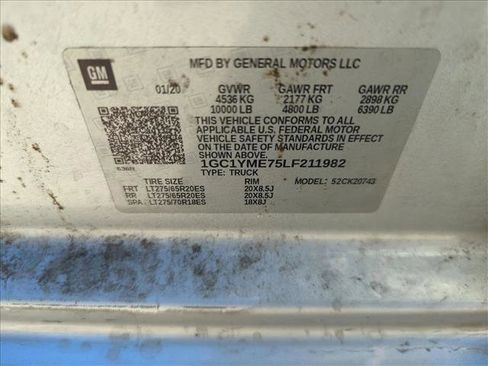 GM
MFD BY GENERAL MOTORS LLC
01/20 GVWR GAWR FRT GAWR RR
4536 KG 2177 KG 2898 KG
10000 LB 4800 LB 6390 LB
THIS VEHICLE CONFORMS TO ALL
APPLICABLE U.S. FEDERAL MOTOR
VEHICLE SAFETY STANDARDS IN EFFECT
ON THE DATE OF MANUFACTURE
SHOWN ABOVE.
1GC1YME75LF211982
TYPE: TRUCK
TIRE SIZE RIM MODEL: 52CK20743
FRT LT275/65R20ES 20X8.5J
RR LT275/65R20ES 20X8.5J
SPA LT275/70R18ES 18X8J